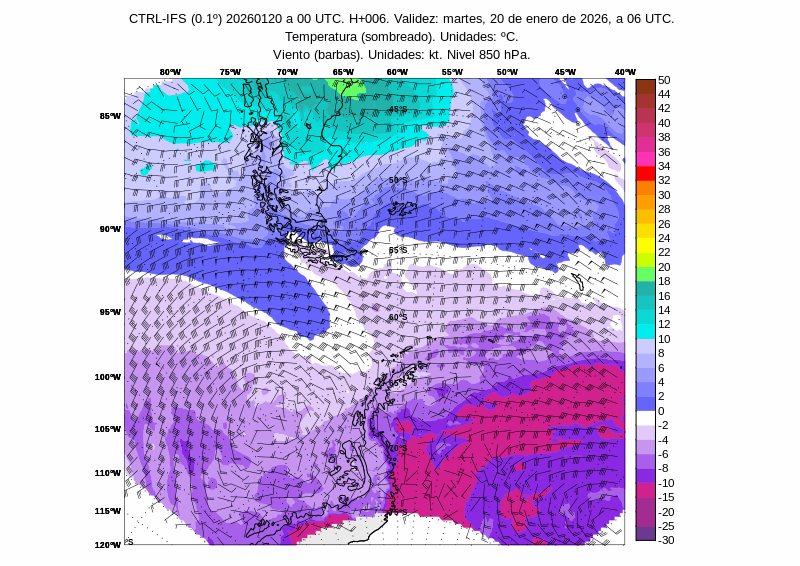 CTRL-IFS (0.1º) 20260120 a 00 UTC. H+006. Validez: martes, 20 de enero de 2026, a 06 UTC.
Temperatura (sombreado). Unidades: ºC.
Viento (barbas). Unidades: kt. Nivel 850 hPa.
80°W 75°W 70°W 65°W 60°W 55°W 50°W 45°W 40°W
85°W
90°W
95°W
100°W
105°W
110°W
115°W
120°W
45°S
50°S
55°S
60°S
65°S
70°S
75°S
°S
50
44
42
40
38
36
34
32
30
28
26
24
22
20
18
16
14
12
10
8
6
4
2
0
-2
-4
-6
-8
-10
-15
-20
-25
-30